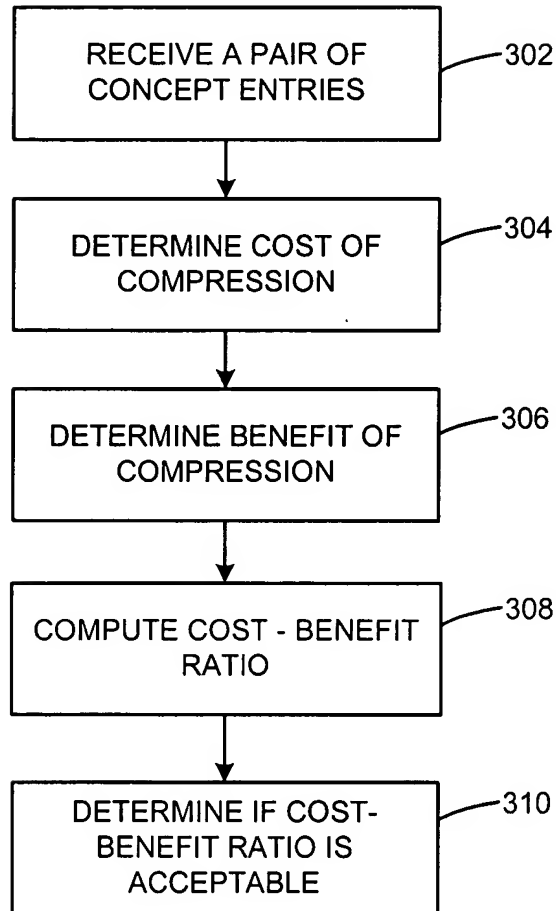 RECEIVE A PAIR OF
CONCEPT ENTRIES
302
DETERMINE COST OF
COMPRESSION
304
DETERMINE BENEFIT OF
COMPRESSION
306
COMPUTE COST - BENEFIT
RATIO
308
DETERMINE IF COST-
BENEFIT RATIO IS
ACCEPTABLE
310